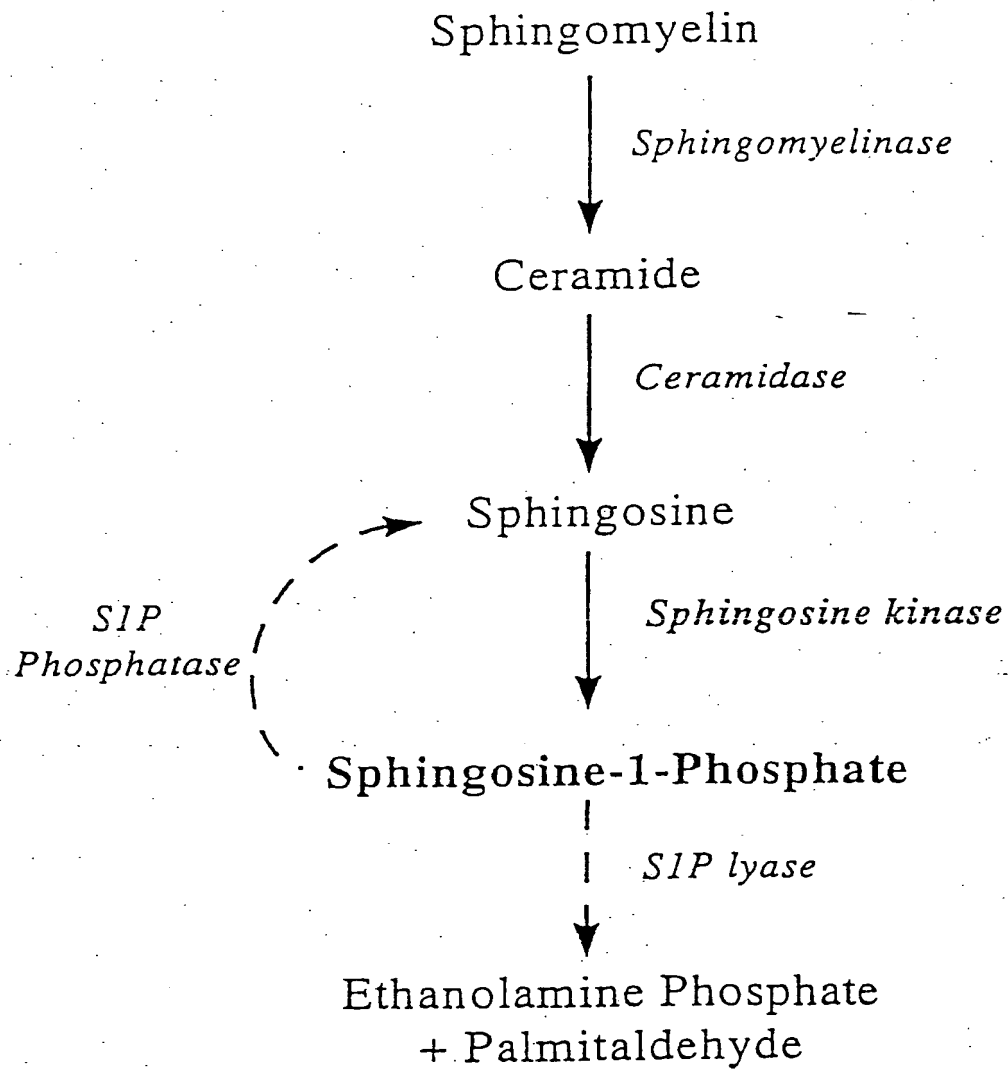 Sphingomyelin
Sphingomyelinase
Ceramide
Ceramidase
Sphingosine
Sphingosine kinase
S1P
Phosphatase
Sphingosine-1-Phosphate
S1P lyase
Ethanolamine Phosphate
+ Palmitaldehyde